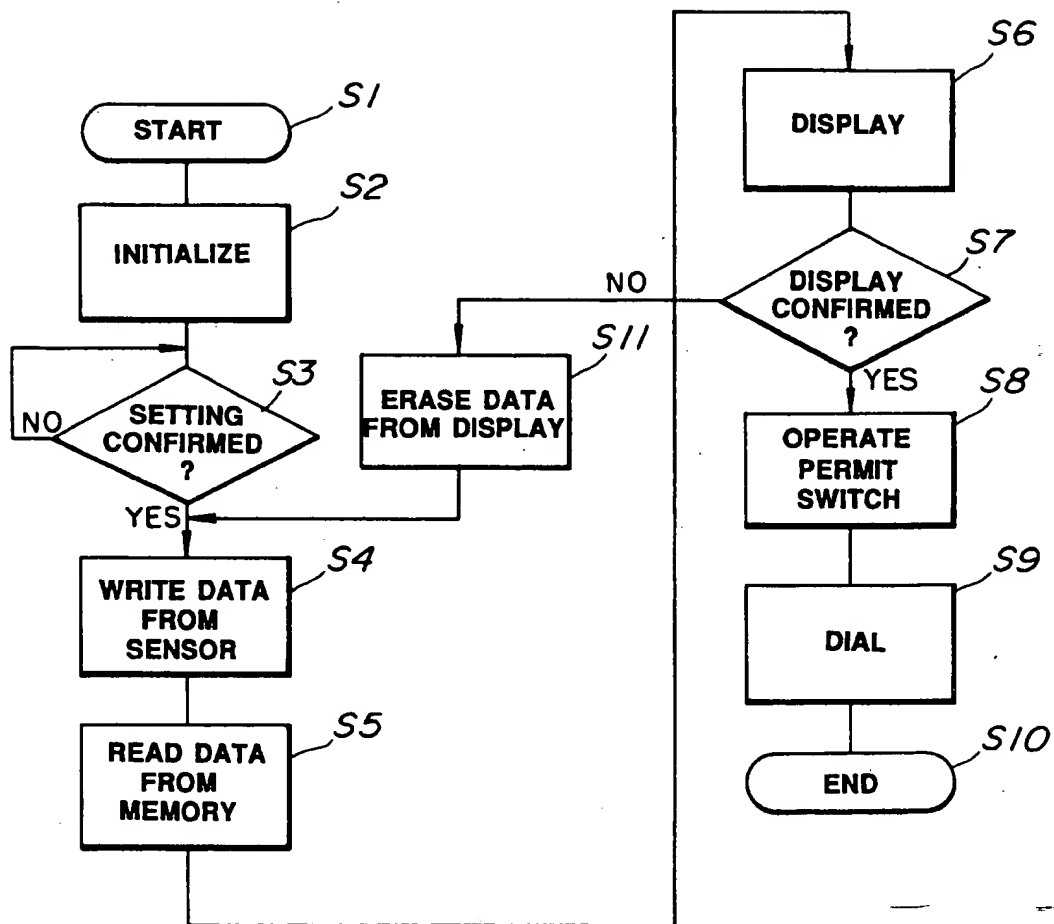 S1
START
S2
INITIALIZE
S3
SETTING
CONFIRMED
?
NO
YES
S4
WRITE DATA
FROM
SENSOR
S5
READ DATA
FROM
MEMORY
S6
DISPLAY
S7
DISPLAY
CONFIRMED
?
NO
YES
S11
ERASE DATA
FROM DISPLAY
S8
OPERATE
PERMIT
SWITCH
S9
DIAL
S10
END